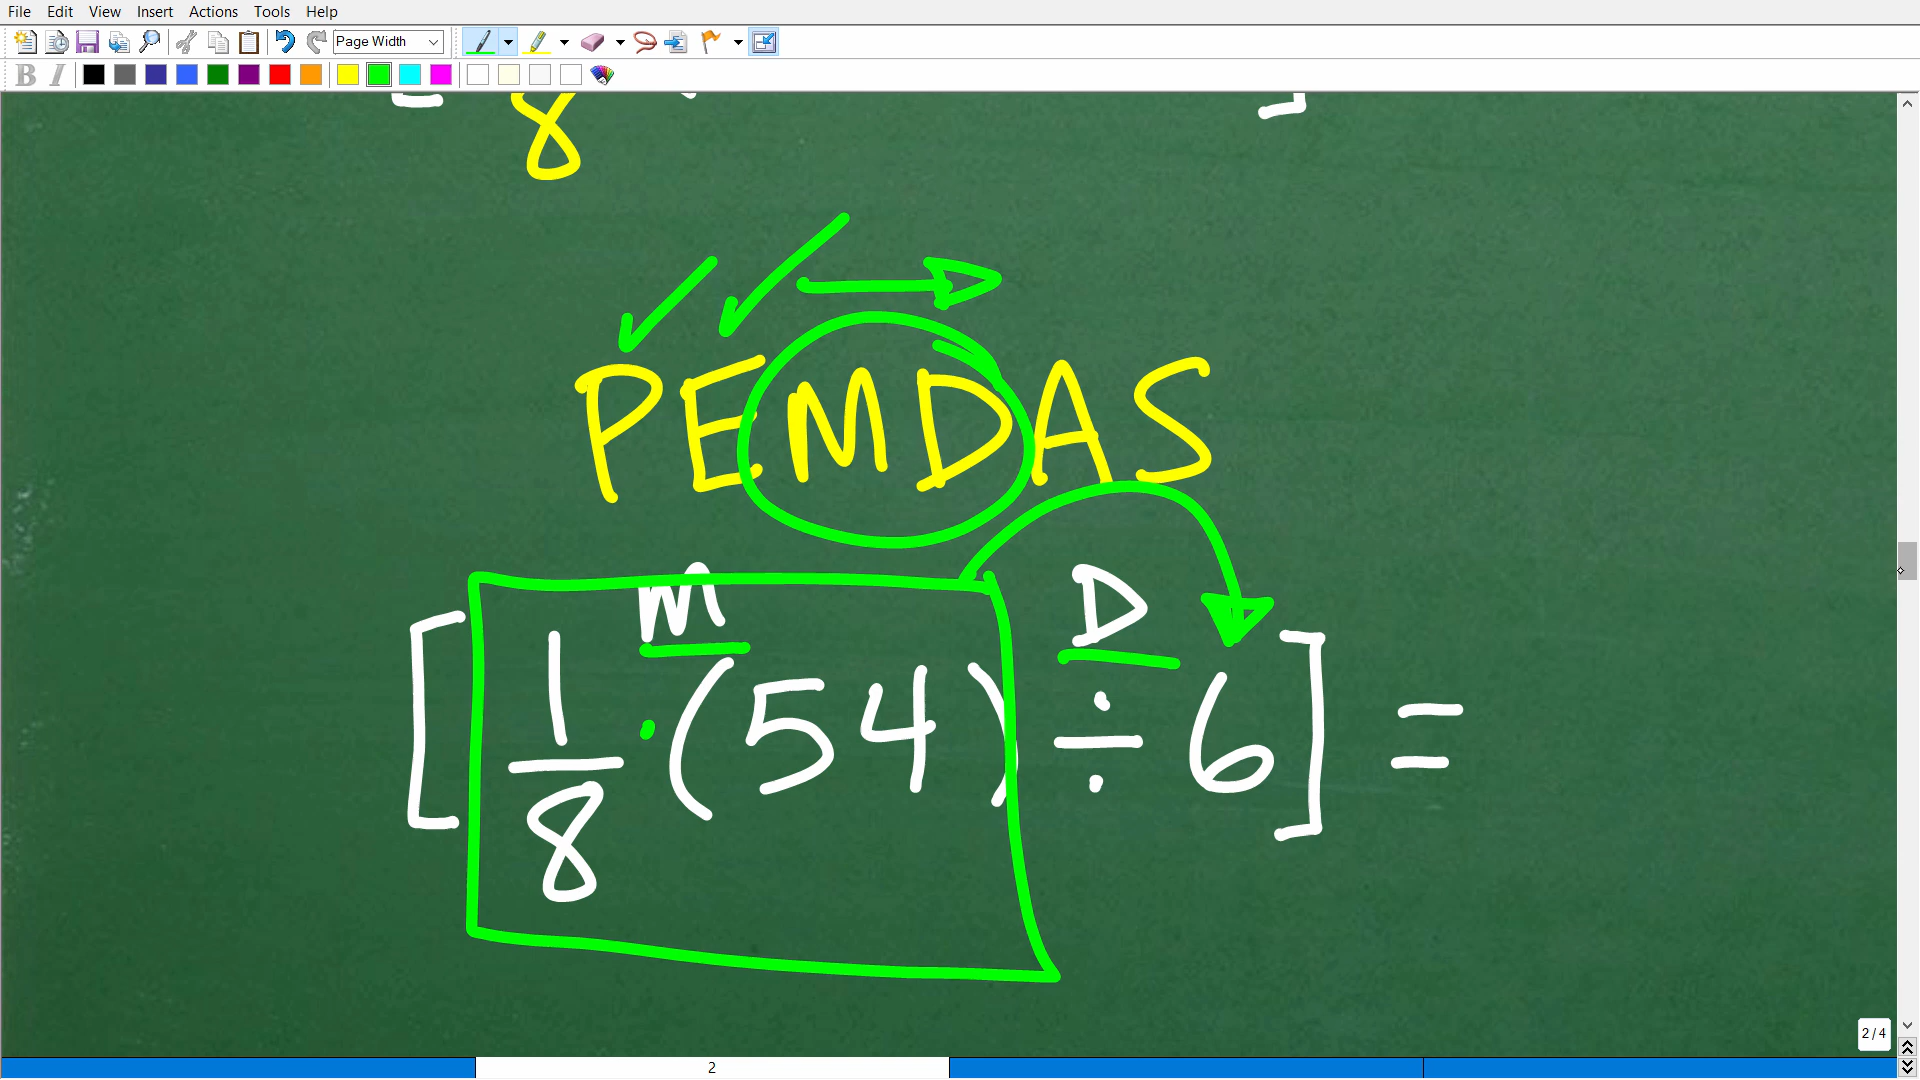 File Edit View Insert Actions Tools Help
Page Width
B I
8
PEMDAS
M D
[1/8 · (54) ÷ 6] =
2 / 4
2